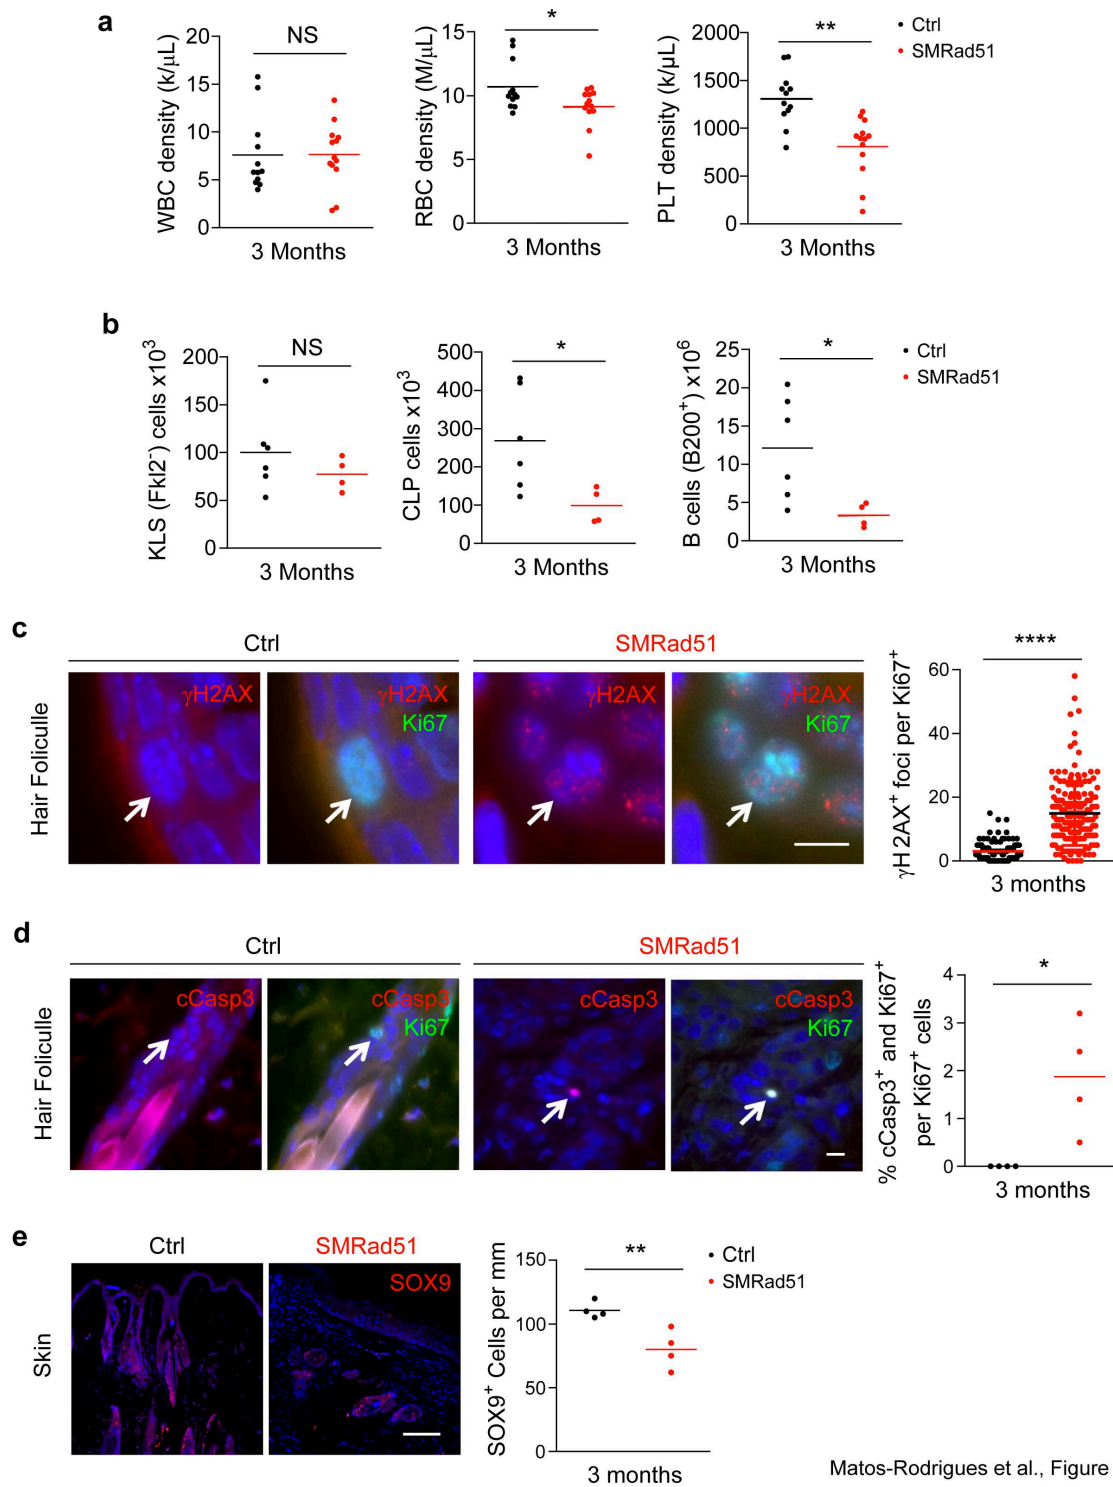 a
WBC density (k/μL)
20
15
10
5
0
NS
3 Months
RBC density (M/μL)
15
10
5
0
*
3 Months
PLT density (k/μL)
2000
1500
1000
500
0
**
3 Months
Ctrl
SMRad51
b
KLS (Fkl2⁻) cells x10³
200
150
100
50
0
NS
3 Months
CLP cells x10³
500
400
300
200
100
0
*
3 Months
B cells (B200⁺) x10⁶
25
20
15
10
5
0
*
3 Months
Ctrl
SMRad51
c
Ctrl
SMRad51
Hair Foliculle
γH2AX
γH2AX
Ki67
γH2AX
γH2AX
Ki67
γH2AX⁺ foci per Ki67⁺
60
40
20
0
****
3 months
d
Ctrl
SMRad51
Hair Foliculle
cCasp3
cCasp3
Ki67
cCasp3
cCasp3
Ki67
% cCasp3⁺ and Ki67⁺
per Ki67⁺ cells
4
3
2
1
0
*
3 months
e
Ctrl
SMRad51
Skin
SOX9
SOX9⁺ Cells per mm
150
100
50
0
**
3 months
Ctrl
SMRad51
Matos-Rodrigues et al., Figure